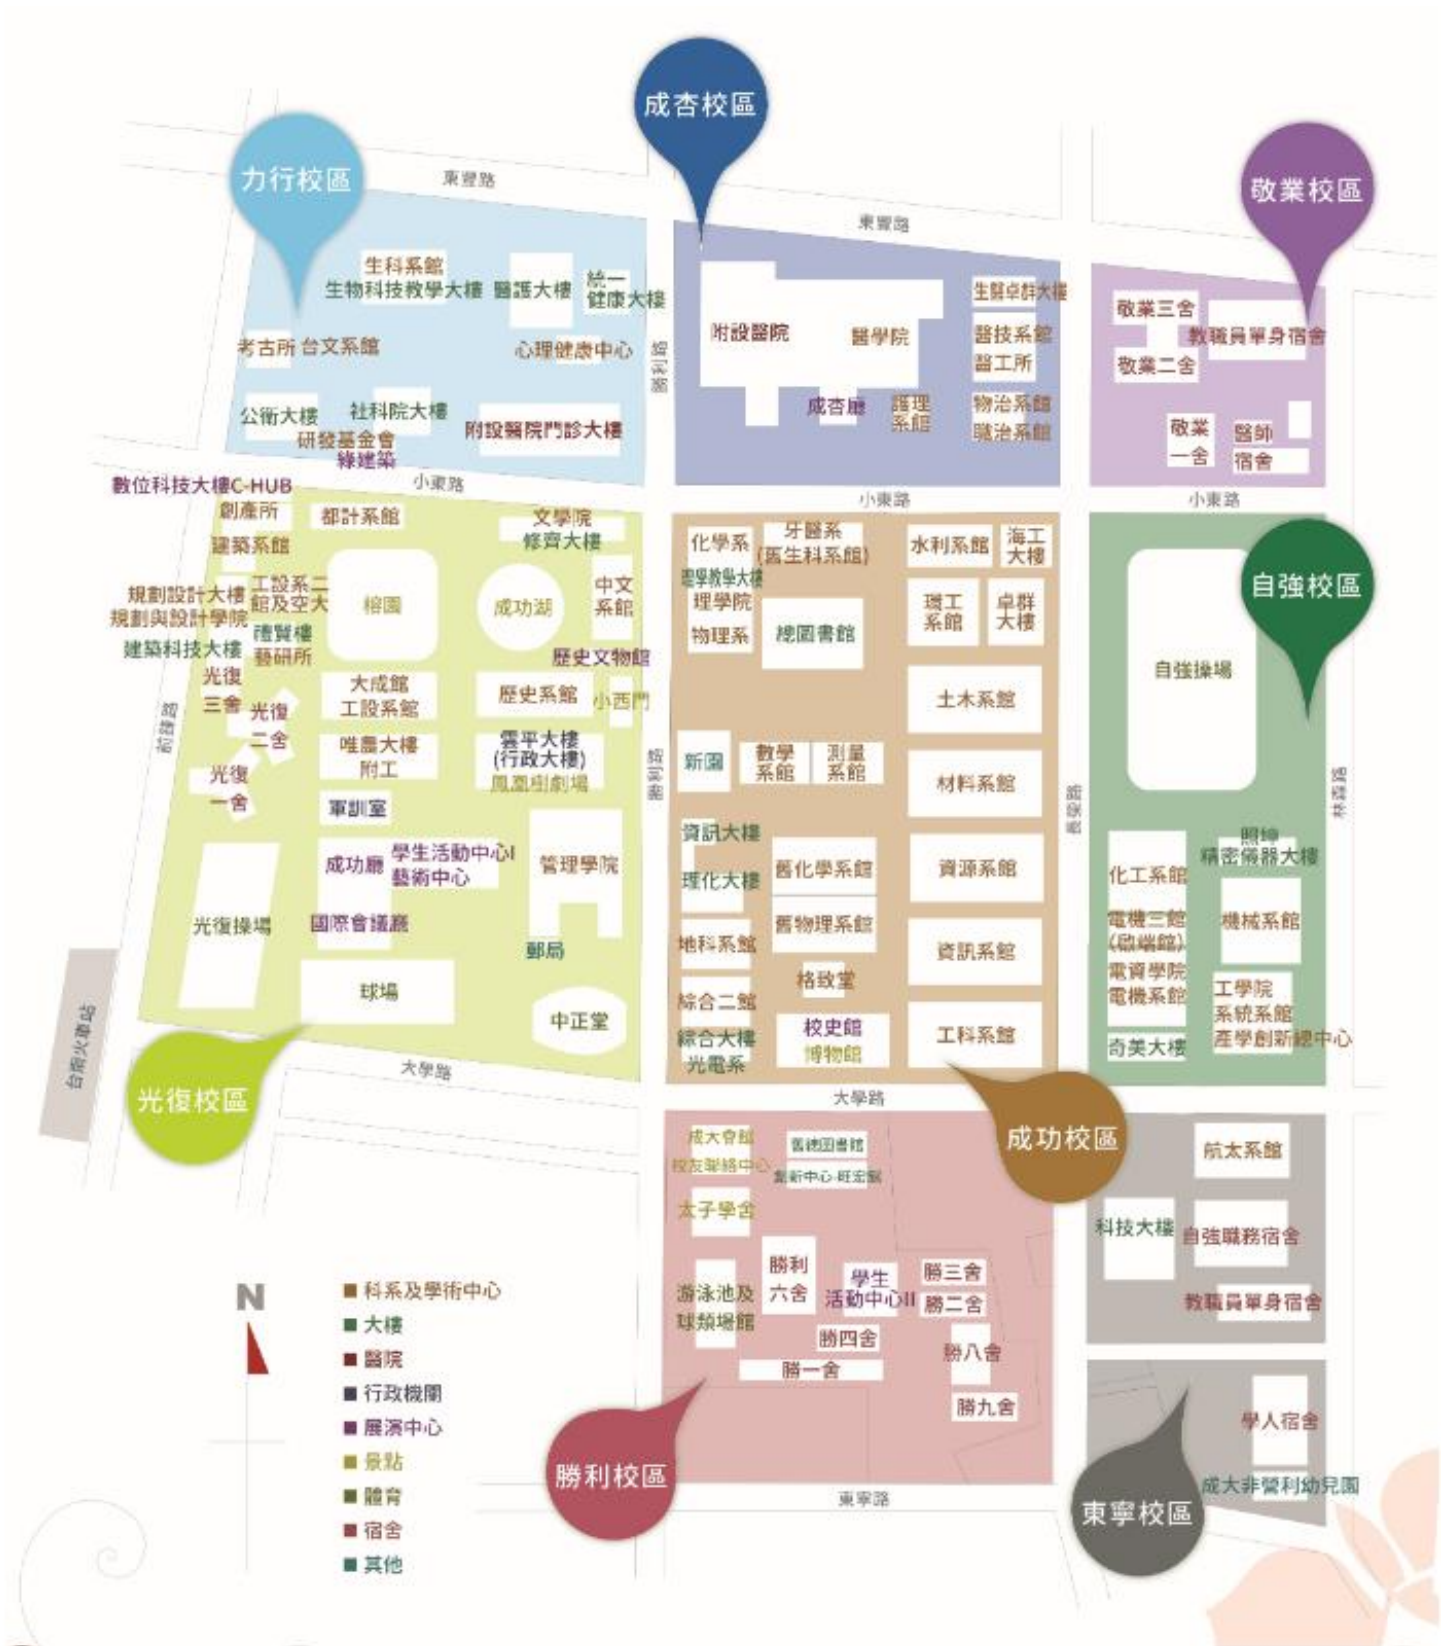 成杏校區
力行校區
敬業校區
東豐路
東豐路
生科系館
生物科技教學大樓
醫護大樓
統一
健康大樓
考古所
台文系館
心理健康中心
公衛大樓
社科院大樓
研發基金會
綠建築
附設醫院門診大樓
勝利路
附設醫院
醫學院
成杏廳
護理
系館
生醫卓群大樓
醫技系館
醫工所
物治系館
職治系館
敬業三舍
敬業二舍
教職員單身宿舍
敬業
一舍
醫師
宿舍
小東路
小東路
小東路
數位科技大樓C-HUB
創產所
都計系館
建築系館
規劃設計大樓
規劃與設計學院
工設系二
館及空大
禮賢樓
藝研所
建築科技大樓
榕園
文學院
修齊大樓
成功湖
中文
系館
歷史文物館
光復
三舍
光復
二舍
光復
一舍
大成館
工設系館
歷史系館
小西門
唯農大樓
附工
雲平大樓
(行政大樓)
鳳凰樹劇場
軍訓室
成功廳
學生活動中心I
藝術中心
管理學院
光復操場
國際會議廳
郵局
球場
中正堂
前鋒路
勝利路
台南火車站
光復校區
大學路
化學系
理學教學大樓
理學院
物理系
牙醫系
(舊生科系館)
總圖書館
水利系館
海工
大樓
環工
系館
卓群
大樓
土木系館
新園
數學
系館
測量
系館
材料系館
資訊大樓
理化大樓
舊化學系館
資源系館
舊物理系館
地科系館
資訊系館
格致堂
綜合二館
綜合大樓
光電系
校史館
博物館
工科系館
長榮路
大學路
成功校區
自強校區
自強操場
林森路
化工系館
照坤
精密儀器大樓
電機三館
(啟端館)
機械系館
電資學院
電機系館
工學院
系統系館
產學創新總中心
奇美大樓
成大會館
校友聯絡中心
舊總圖書館
創新中心-旺宏館
太子學舍
游泳池及
球類場館
勝利
六舍
學生
活動中心II
勝三舍
勝二舍
勝四舍
勝八舍
勝一舍
勝九舍
勝利校區
東寧路
航太系館
科技大樓
自強職務宿舍
教職員單身宿舍
學人宿舍
成大非營利幼兒園
東寧校區
N
科系及學術中心
大樓
醫院
行政機關
展演中心
景點
體育
宿舍
其他